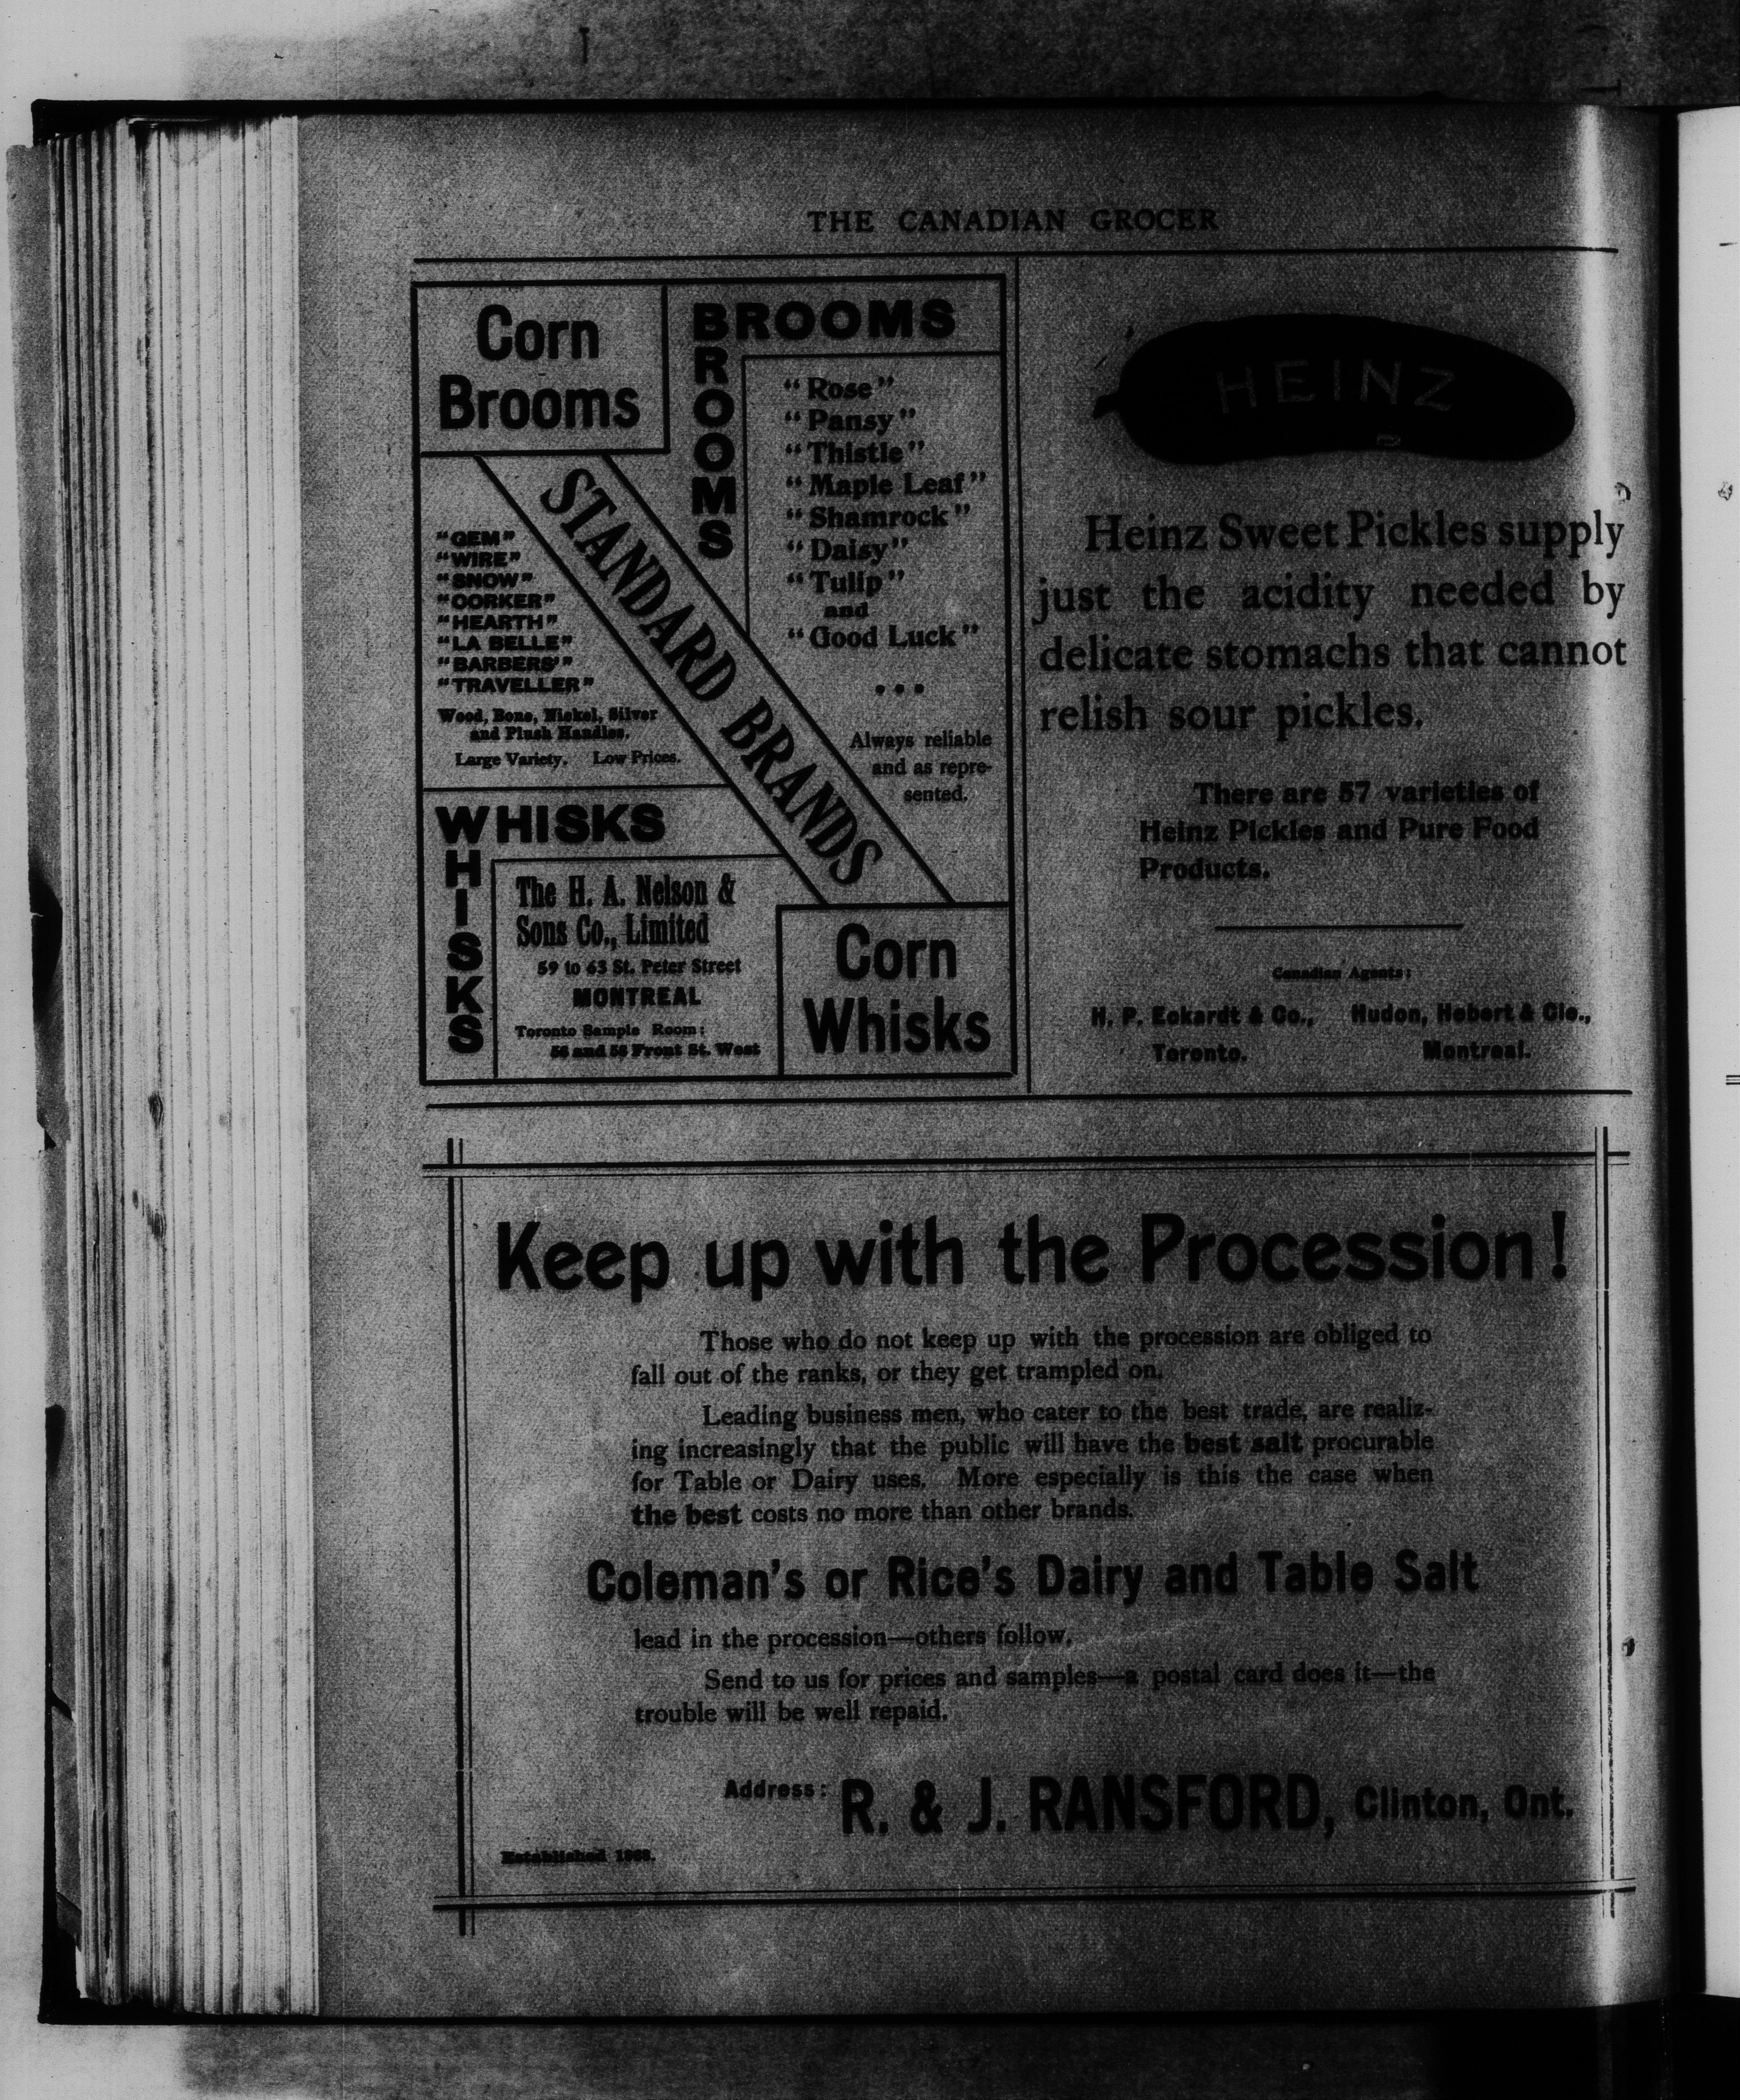 THE CANADIAN GROCER
Corn
Brooms
BROOMS
BROOMS
"Rose"
"Pansy"
"Thistle"
"Maple Leaf"
"Shamrock"
"Daisy"
"Tulip"
and
"Good Luck"
Always reliable
and as repre-
sented.
STANDARD BRANDS
"GEM"
"WIRE"
"SNOW"
"CORKER"
"HEARTH"
"LA BELLE"
"BARBERS'"
"TRAVELLER"
Wood, Bone, Nickel, Silver
and Plush Handles.
Large Variety. Low Prices.
WHISKS
WHISKS
The H. A. Nelson &
Sons Co., Limited
59 to 63 St. Peter Street
MONTREAL
Toronto Sample Room:
56 and 58 Front St. West
Corn
Whisks
HEINZ
Heinz Sweet Pickles supply
just the acidity needed by
delicate stomachs that cannot
relish sour pickles.
There are 57 varieties of
Heinz Pickles and Pure Food
Products.
Canadian Agents:
H. P. Eckardt & Co., Hudon, Hebert & Cie.,
Toronto. Montreal.
Keep up with the Procession!
Those who do not keep up with the procession are obliged to
fall out of the ranks, or they get trampled on.
Leading business men, who cater to the best trade, are realiz-
ing increasingly that the public will have the best salt procurable
for Table or Dairy uses. More especially is this the case when
the best costs no more than other brands.
Coleman's or Rice's Dairy and Table Salt
lead in the procession—others follow.
Send to us for prices and samples—a postal card does it—the
trouble will be well repaid.
Address: R. & J. RANSFORD, Clinton, Ont.
Established